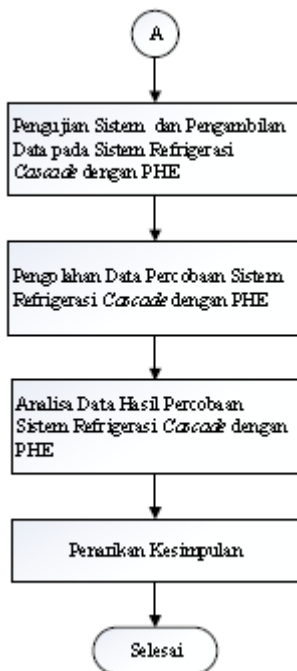 A
Pengujian Sistem dan Pengambilan
Data pada Sistem Refrigerasi
Cascade dengan PHE
Pengolahan Data Percobaan Sistem
Refrigerasi Cascade dengan PHE
Analisa Data Hasil Percobaan
Sistem Refrigerasi Cascade dengan
PHE
Penarikan Kesimpulan
Selesai